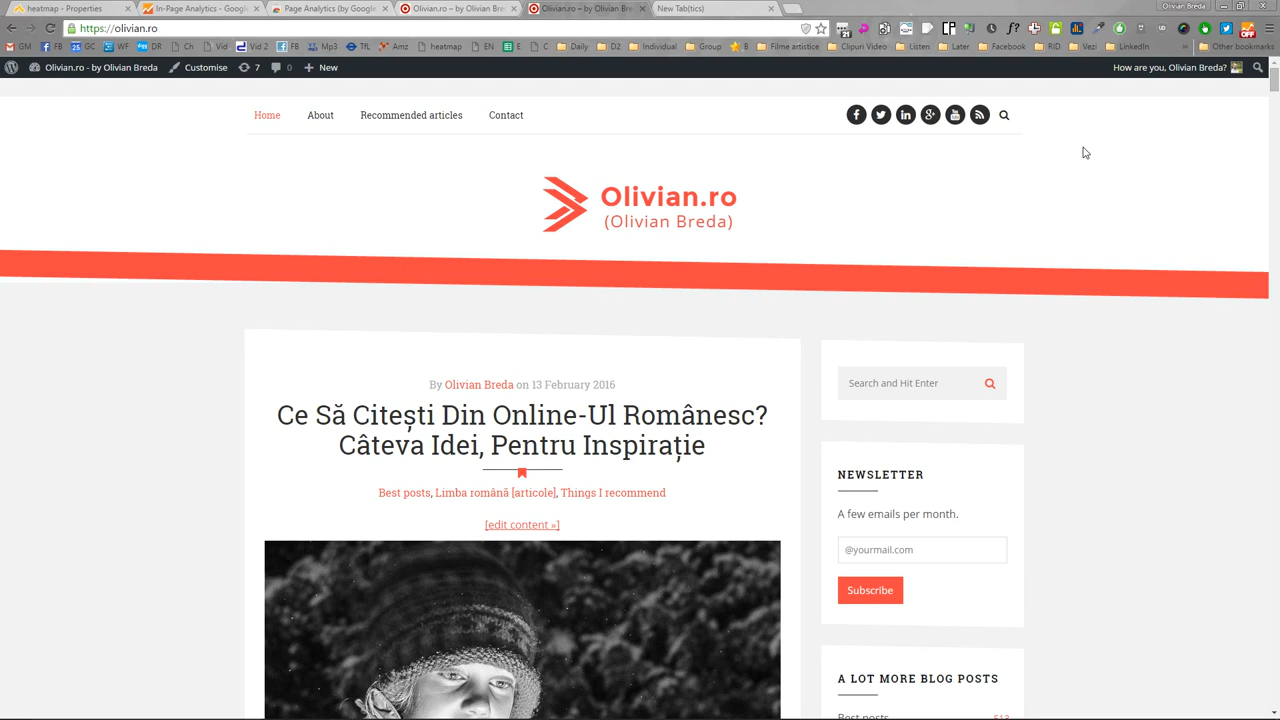 heatmap - Properties
In-Page Analytics - Google
Page Analytics (by Google
Olivian.ro – by Olivian Bre
Olivian.ro – by Olivian Bre
New Tab(tics)
Olivian Breda
https://olivian.ro
GM FB GC WF DR Ch Vid Vid 2 FB Mp3 TfL Amz heatmap EN E C Daily D2 Individual Group B Filme artistice Clipuri Video Listen Later Facebook RID Vezi LinkedIn » Other bookmarks
Olivian.ro - by Olivian Breda Customise 7 0 + New How are you, Olivian Breda?
Home About Recommended articles Contact
Olivian.ro
(Olivian Breda)
By Olivian Breda on 13 February 2016
Ce Să Citești Din Online-Ul Românesc?
Câteva Idei, Pentru Inspirație
Best posts, Limba română [articole], Things I recommend
[edit content »]
Search and Hit Enter
NEWSLETTER
A few emails per month.
@yourmail.com
Subscribe
A LOT MORE BLOG POSTS
Best posts 513